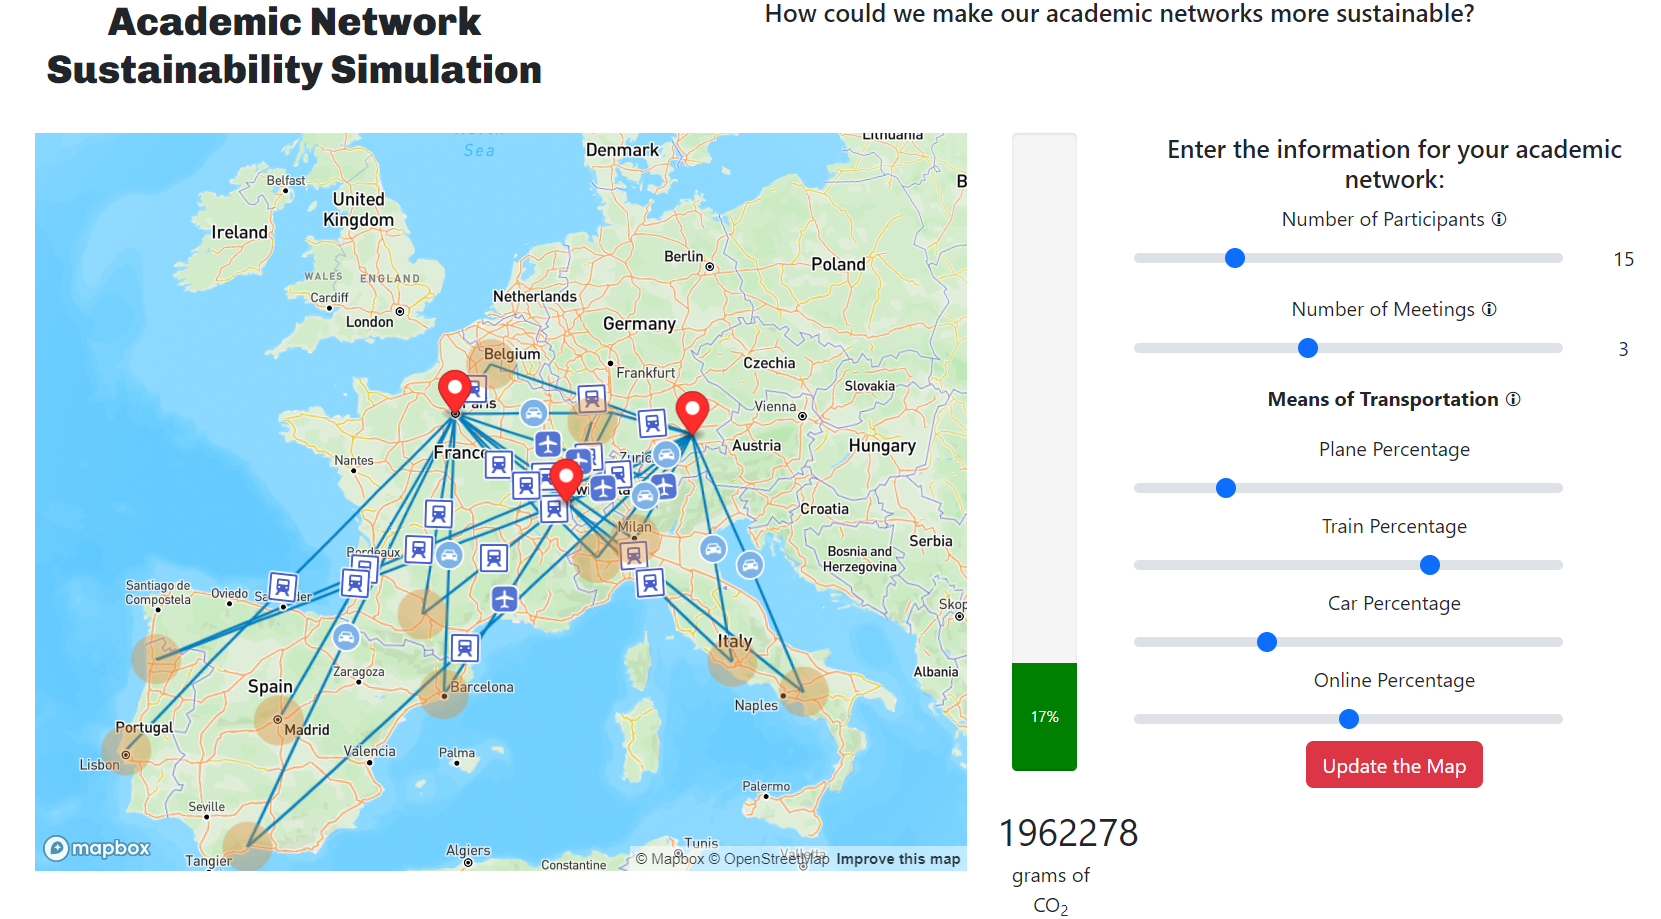 Academic Network
Sustainability Simulation
How could we make our academic networks more sustainable?
Sea
Denmark
Lithuania
Belfast
United
Kingdom
Ireland
B
WALES
ENGLAND
Cardiff
London
Netherlands
Berlin
Poland
Germany
Belgium
Frankfurt
Czechia
Slovakia
Paris
Vienna
Nantes
France
Austria
Hungary
Croatia
Milan
Bordeaux
Bosnia and
Herzegovina
Serbia
Santiago de
Compostela
Oviedo
Skop
Italy
Zaragoza
Albania
Spain
Barcelona
Naples
Portugal
Madrid
Valencia
Palma
Lisbon
Palermo
Seville
mapbox
Tangier
Algiers
Constantine
Tunis
Valletta
© Mapbox © OpenStreetMap Improve this map
17%
1962278
grams of
CO₂
Enter the information for your academic
network:
Number of Participants
15
Number of Meetings
3
Means of Transportation
Plane Percentage
Train Percentage
Car Percentage
Online Percentage
Update the Map